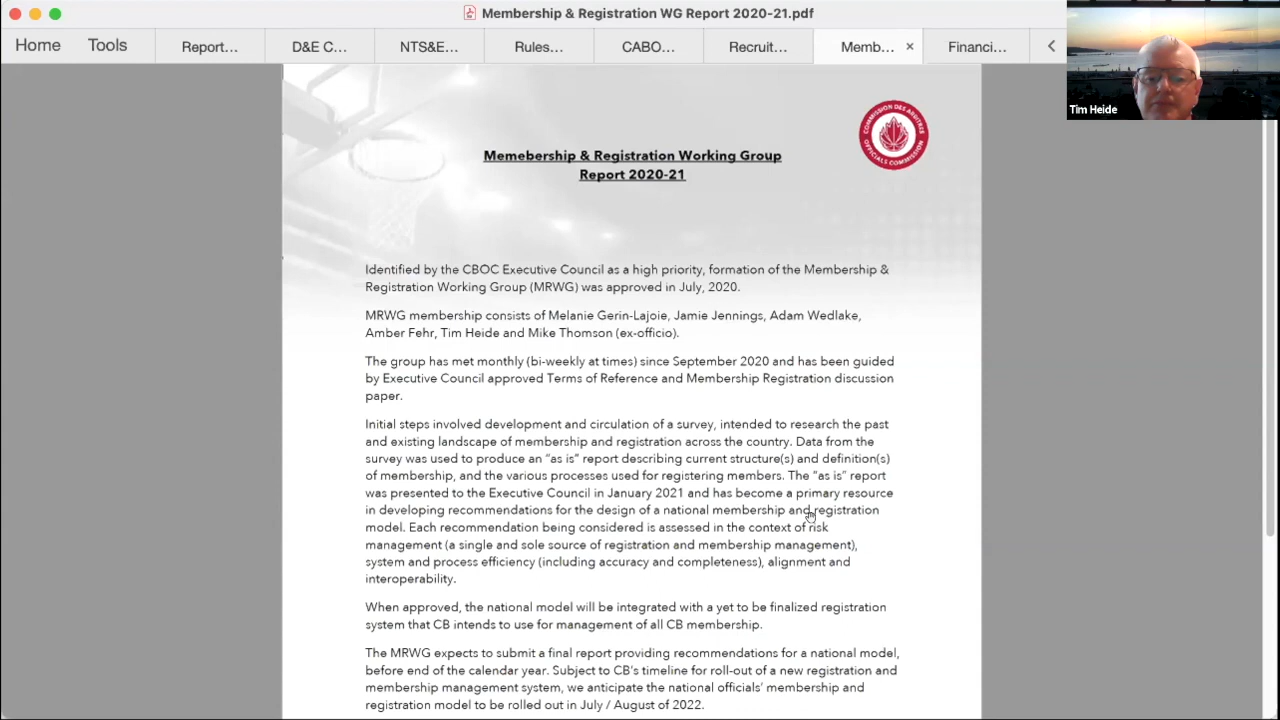 Membership & Registration WG Report 2020-21.pdf
Home
Tools
Report...
D&E C...
NTS&E...
Rules...
CABO...
Recruit...
Memb...
×
Financi...
Tim Heide
COMMISSION DES ARBITRES
OFFICIALS COMMISSION
Memebership & Registration Working Group
Report 2020-21
Identified by the CBOC Executive Council as a high priority, formation of the Membership &
Registration Working Group (MRWG) was approved in July, 2020.
MRWG membership consists of Melanie Gerin-Lajoie, Jamie Jennings, Adam Wedlake,
Amber Fehr, Tim Heide and Mike Thomson (ex-officio).
The group has met monthly (bi-weekly at times) since September 2020 and has been guided
by Executive Council approved Terms of Reference and Membership Registration discussion
paper.
Initial steps involved development and circulation of a survey, intended to research the past
and existing landscape of membership and registration across the country. Data from the
survey was used to produce an “as is” report describing current structure(s) and definition(s)
of membership, and the various processes used for registering members. The “as is” report
was presented to the Executive Council in January 2021 and has become a primary resource
in developing recommendations for the design of a national membership and registration
model. Each recommendation being considered is assessed in the context of risk
management (a single and sole source of registration and membership management),
system and process efficiency (including accuracy and completeness), alignment and
interoperability.
When approved, the national model will be integrated with a yet to be finalized registration
system that CB intends to use for management of all CB membership.
The MRWG expects to submit a final report providing recommendations for a national model,
before end of the calendar year. Subject to CB’s timeline for roll-out of a new registration and
membership management system, we anticipate the national officials’ membership and
registration model to be rolled out in July / August of 2022.